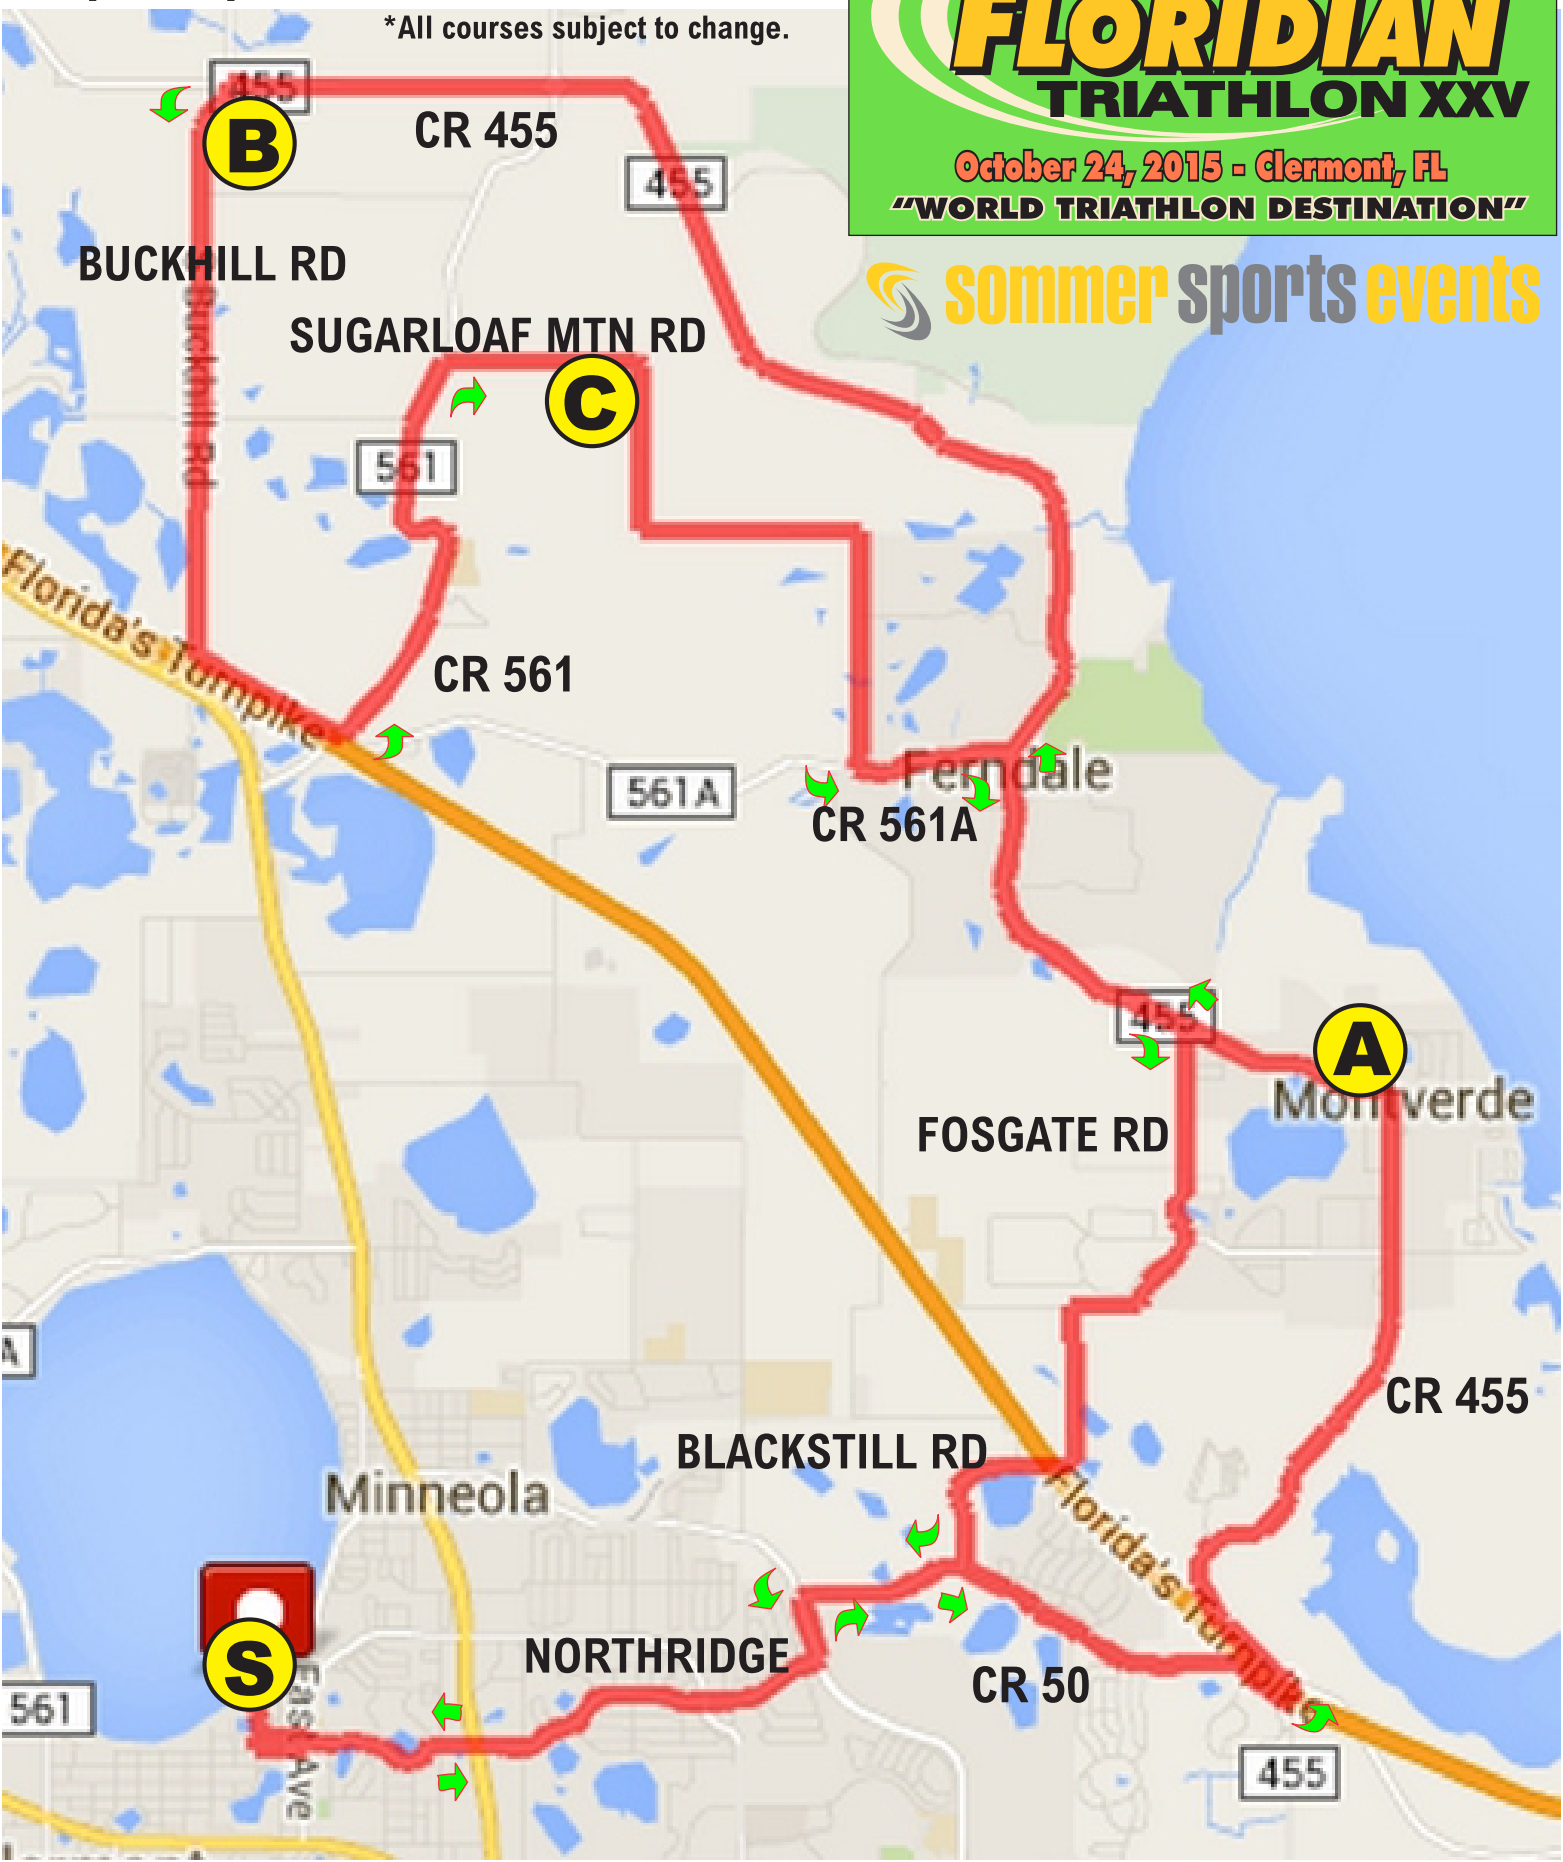 *All courses subject to change.
FLORIDIAN
TRIATHLON XXV
October 24, 2015 - Clermont, FL
"WORLD TRIATHLON DESTINATION"
sommer sports events
455
B
CR 455
455
BUCKHILL RD
Buckhill Rd
SUGARLOAF MTN RD
C
561
Florida's Turnpike
CR 561
561A
Ferndale
CR 561A
455
A
Montverde
FOSGATE RD
A
CR 455
BLACKSTILL RD
Minneola
Florida's Turnpike
S
NORTHRIDGE
CR 50
561
East Ave
455